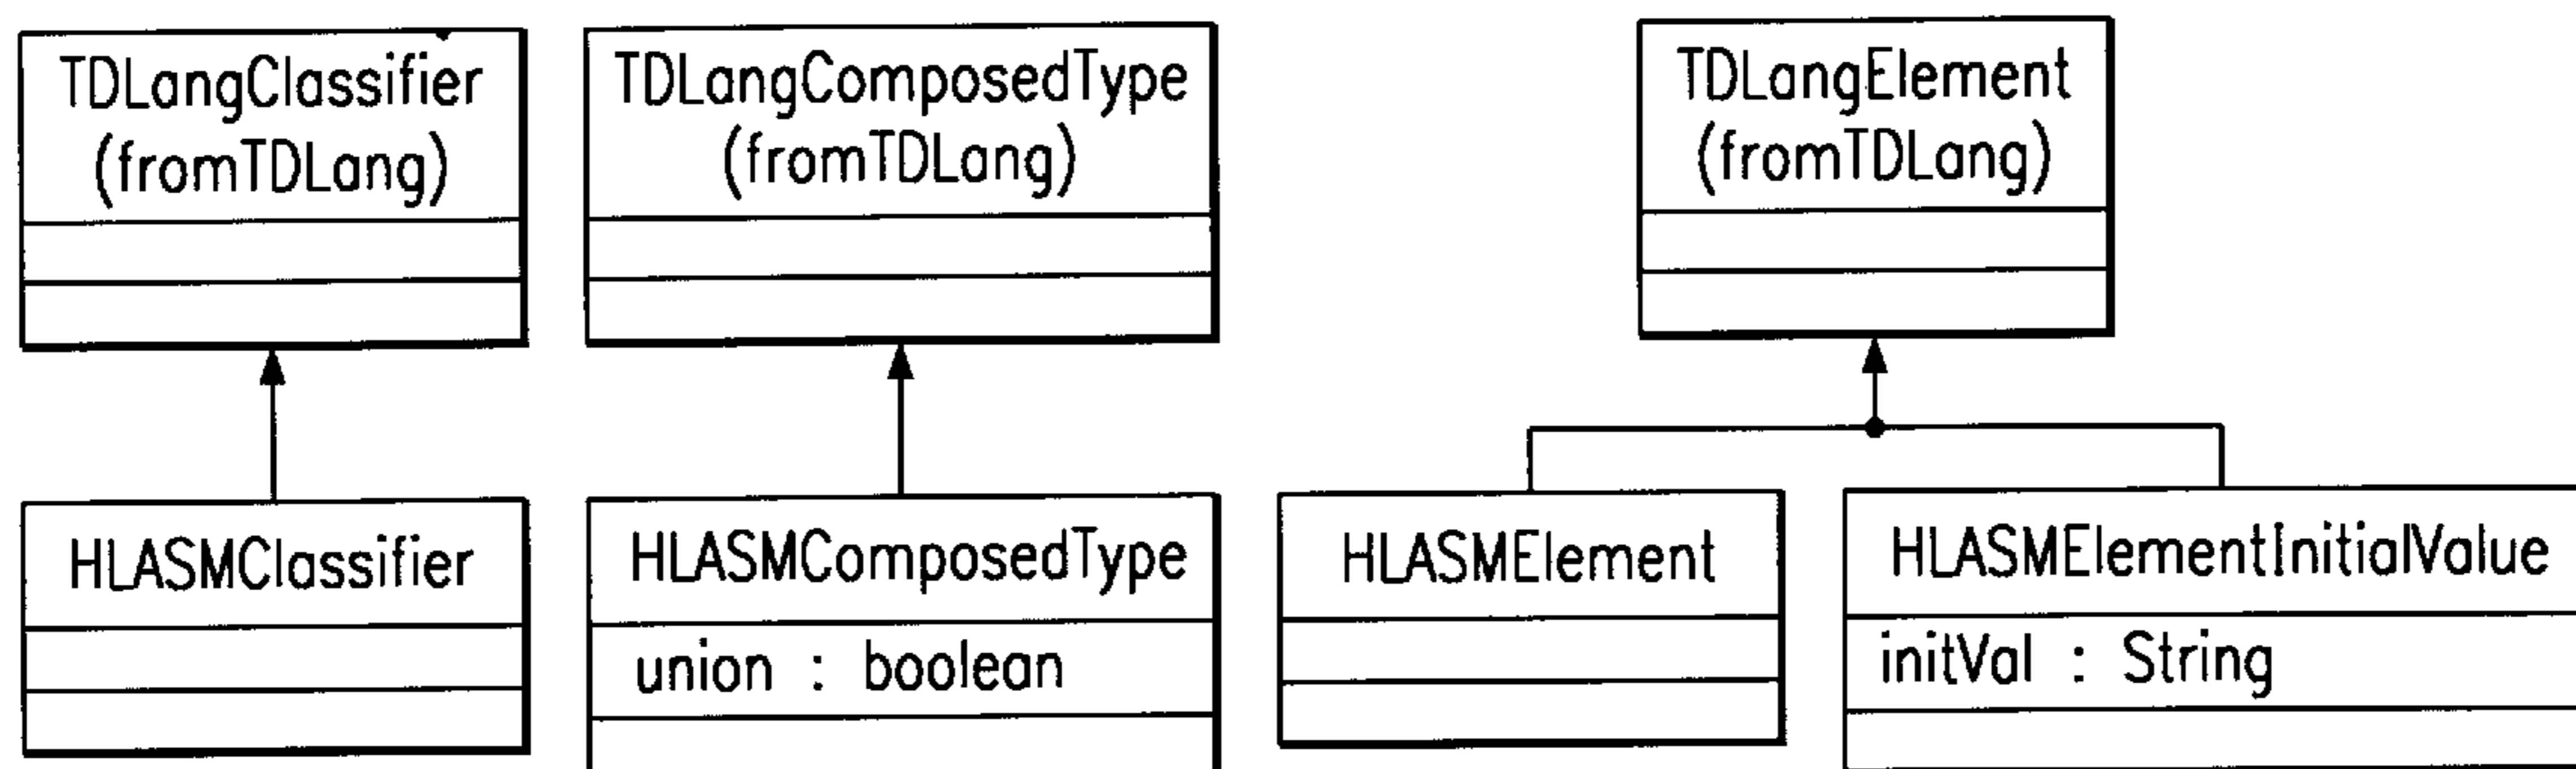 TDLangClassifier
(fromTDLang)
TDLangComposedType
(fromTDLang)
TDLangElement
(fromTDLang)
HLASMClassifier
HLASMComposedType
union : boolean
HLASMElement
HLASMElementInitialValue
initVal : String